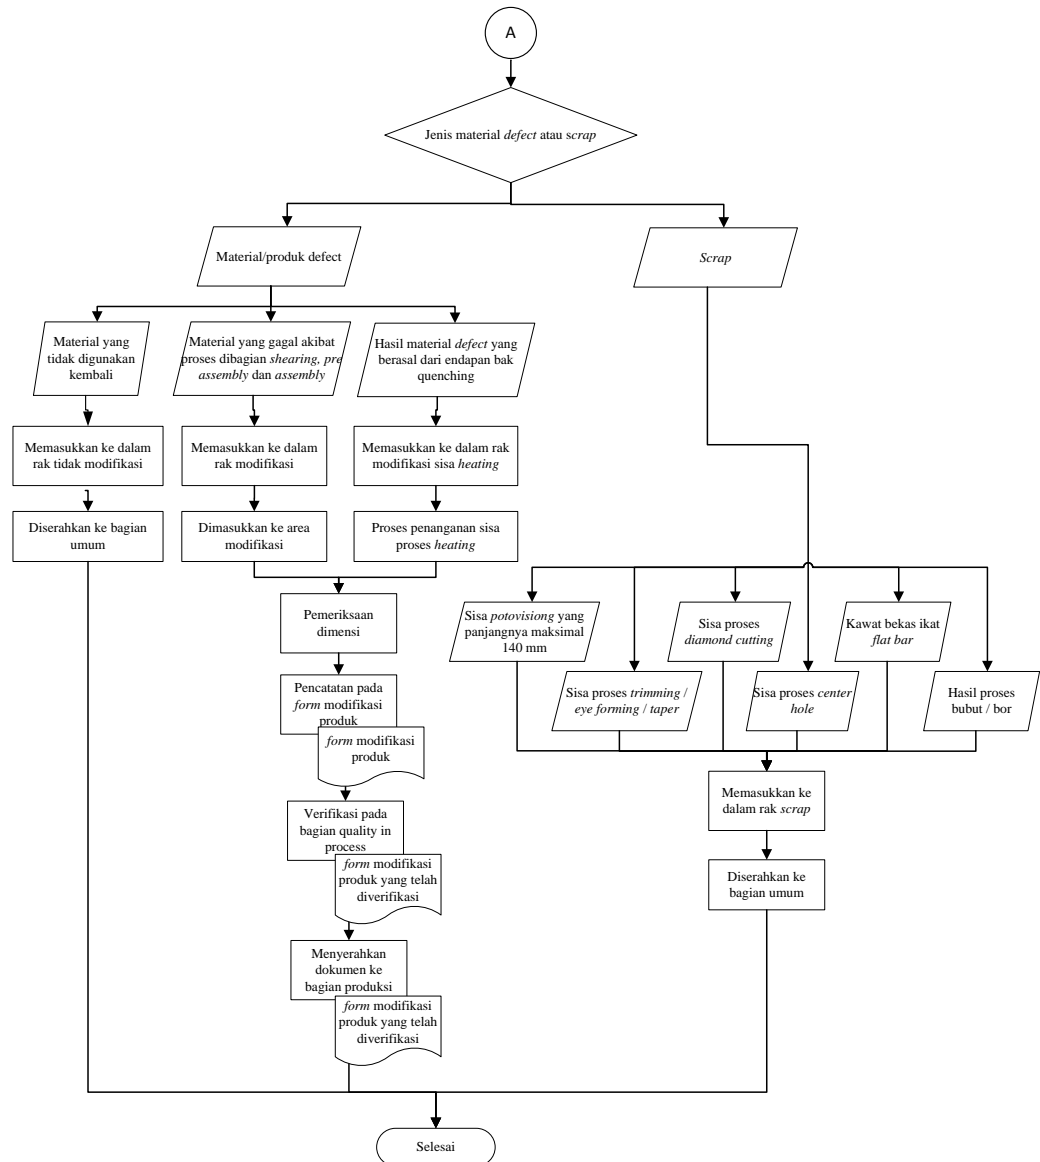 A
Jenis material defect atau scrap
Material/produk defect
Scrap
Material yang
tidak digunakan
kembali
Material yang gagal akibat
proses dibagian shearing, pre
assembly dan assembly
Hasil material defect yang
berasal dari endapan bak
quenching
Memasukkan ke dalam
rak tidak modifikasi
Memasukkan ke dalam
rak modifikasi
Memasukkan ke dalam rak
modifikasi sisa heating
Diserahkan ke bagian
umum
Dimasukkan ke area
modifikasi
Proses penanganan sisa
proses heating
Pemeriksaan
dimensi
Pencatatan pada
form modifikasi
produk
form modifikasi
produk
Verifikasi pada
bagian quality in
process
form modifikasi
produk yang telah
diverifikasi
Menyerahkan
dokumen ke
bagian produksi
form modifikasi
produk yang telah
diverifikasi
Sisa potovisiong yang
panjangnya maksimal
140 mm
Sisa proses
diamond cutting
Kawat bekas ikat
flat bar
Sisa proses trimming /
eye forming / taper
Sisa proses center
hole
Hasil proses
bubut / bor
Memasukkan ke
dalam rak scrap
Diserahkan ke
bagian umum
Selesai